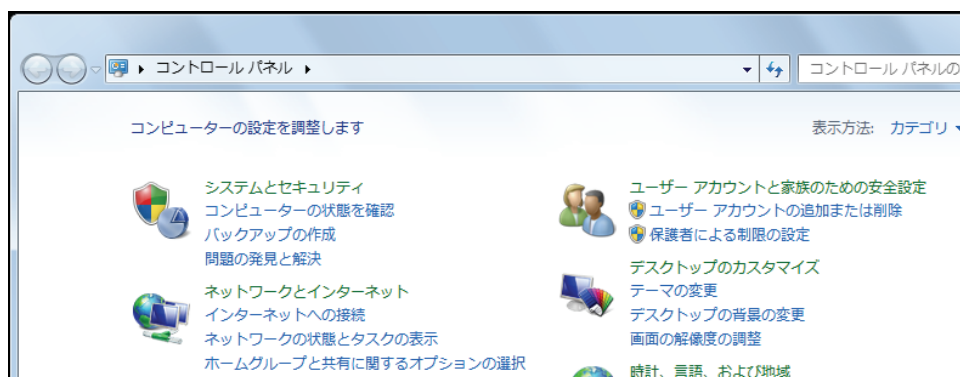 コントロール パネル
コントロール パネルの
コンピューターの設定を調整します
表示方法: カテゴリ
システムとセキュリティ
コンピューターの状態を確認
バックアップの作成
問題の発見と解決
ネットワークとインターネット
インターネットへの接続
ネットワークの状態とタスクの表示
ホームグループと共有に関するオプションの選択
ユーザー アカウントと家族のための安全設定
ユーザー アカウントの追加または削除
保護者による制限の設定
デスクトップのカスタマイズ
テーマの変更
デスクトップの背景の変更
画面の解像度の調整
時計、言語、および地域